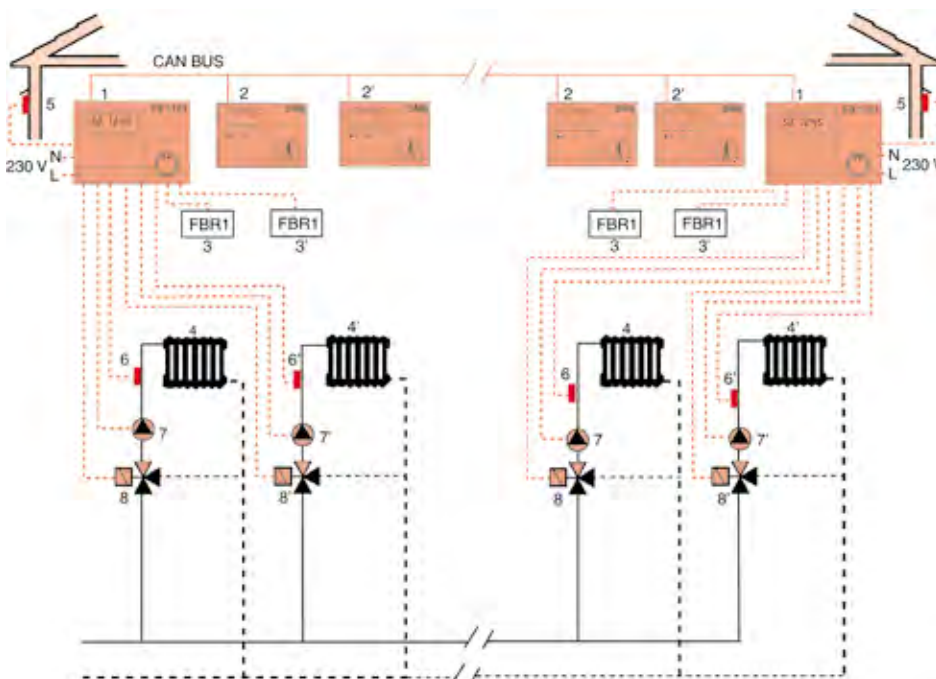 CAN BUS
1 2 2' 2 2' 1
5 5
230 V N L N L 230 V
FBR1 FBR1 FBR1 FBR1
3 3' 3 3'
4 4' 4 4'
6 6' 6 6'
7 7' 7 7'
8 8' 8 8'